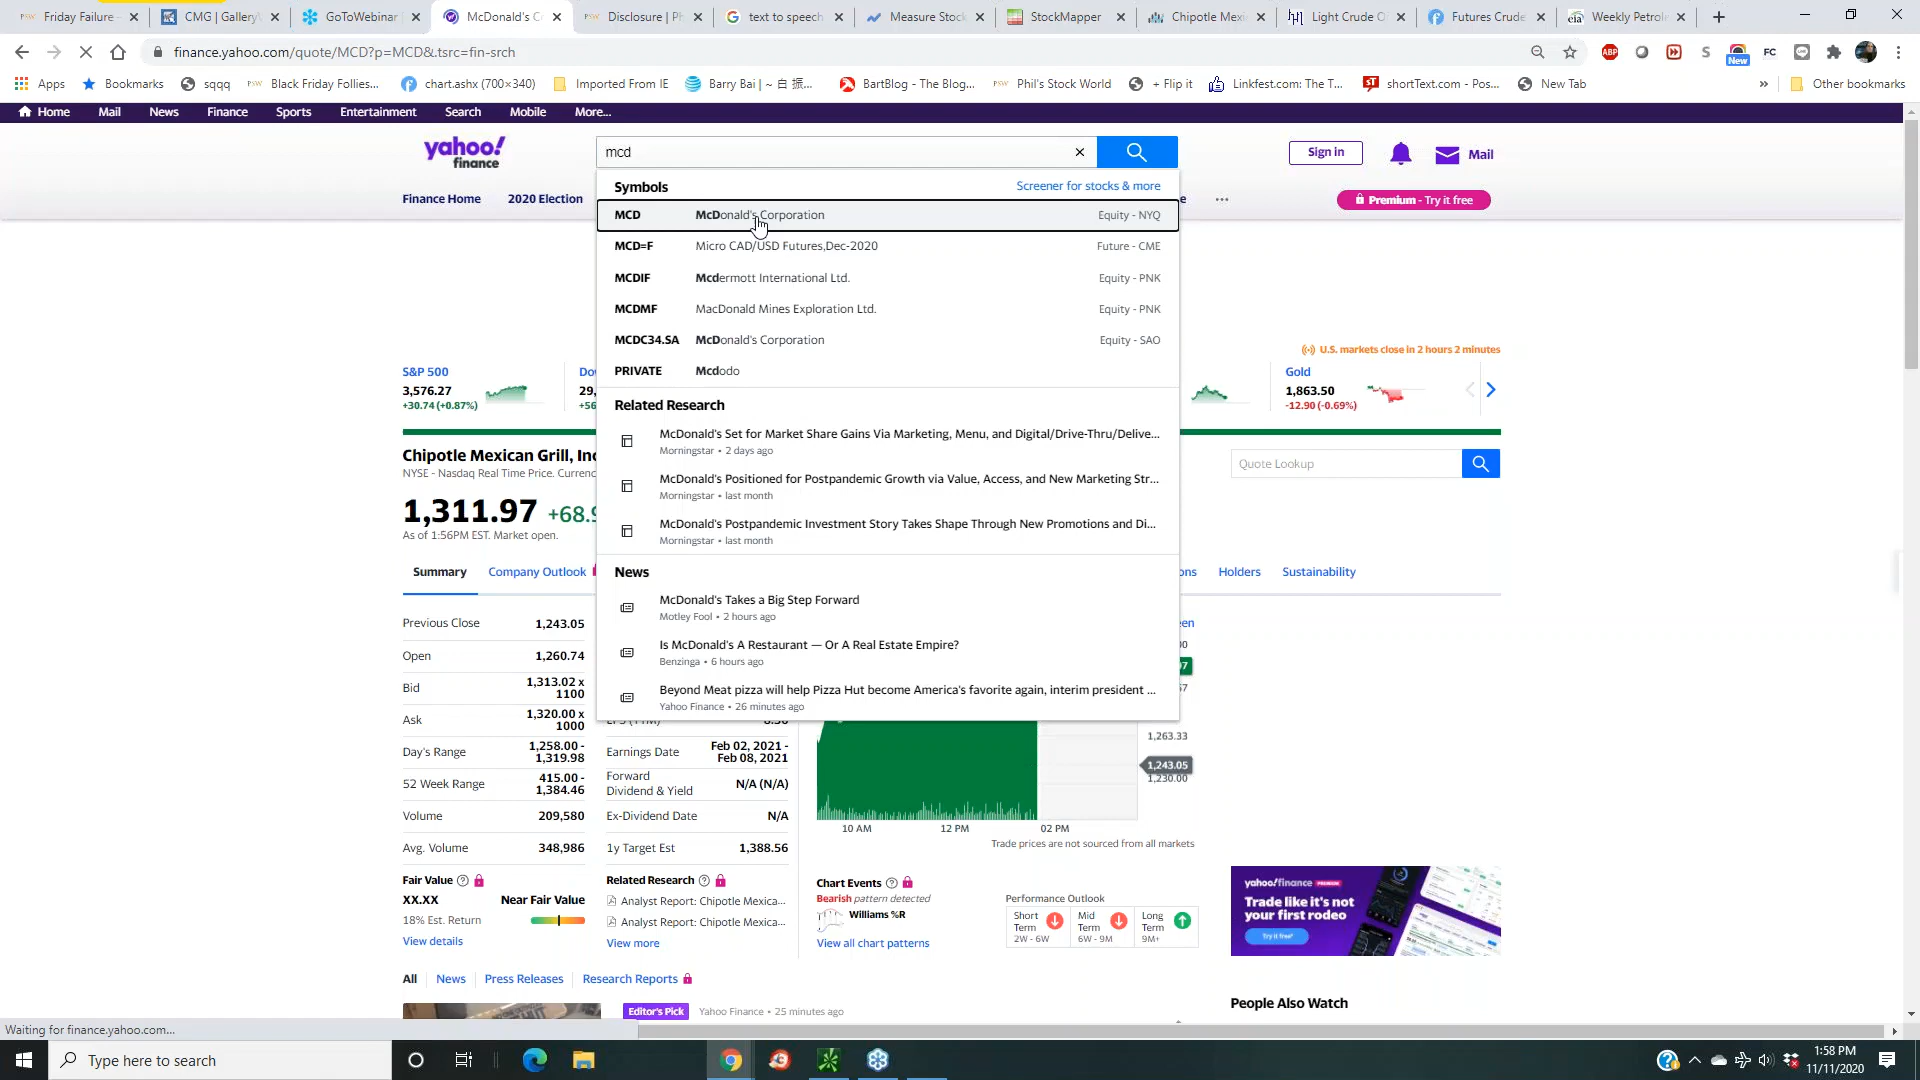 Friday Failure -
CMG | Gallery
GoToWebinar
McDonald's C
Disclosure | Ph
text to speech
Measure Stock
StockMapper
Chipotle Mexi
Light Crude O
Futures Crude
Weekly Petrol
finance.yahoo.com/quote/MCD?p=MCD&.tsrc=fin-srch
ABP
S
New
FC
Apps
Bookmarks
sqqq
Black Friday Follies...
chart.ashx (700×340)
Imported From IE
Barry Bai | ~ 白 振...
BartBlog - The Blog...
Phil's Stock World
+ Flip it
Linkfest.com: The T...
shortText.com - Pos...
New Tab
»
Other bookmarks
Home
Mail
News
Finance
Sports
Entertainment
Search
Mobile
More...
yahoo!
finance
mcd
Sign in
Mail
Finance Home
2020 Election
e
...
Premium - Try it free
Symbols
Screener for stocks & more
MCD McDonald's Corporation Equity - NYQ
MCD=F Micro CAD/USD Futures,Dec-2020 Future - CME
MCDIF Mcdermott International Ltd. Equity - PNK
MCDMF MacDonald Mines Exploration Ltd. Equity - PNK
MCDC34.SA McDonald's Corporation Equity - SAO
PRIVATE Mcdodo
Related Research
McDonald's Set for Market Share Gains Via Marketing, Menu, and Digital/Drive-Thru/Delive...
Morningstar • 2 days ago
McDonald's Positioned for Postpandemic Growth via Value, Access, and New Marketing Str...
Morningstar • last month
McDonald's Postpandemic Investment Story Takes Shape Through New Promotions and Di...
Morningstar • last month
News
McDonald's Takes a Big Step Forward
Motley Fool • 2 hours ago
Is McDonald's A Restaurant — Or A Real Estate Empire?
Benzinga • 6 hours ago
Beyond Meat pizza will help Pizza Hut become America's favorite again, interim president ...
Yahoo Finance • 26 minutes ago
U.S. markets close in 2 hours 2 minutes
S&P 500
3,576.27
+30.74 (+0.87%)
Do
29,
+56
Gold
1,863.50
-12.90 (-0.69%)
Chipotle Mexican Grill, Inc
NYSE - Nasdaq Real Time Price. Currenc
Quote Lookup
1,311.97 +68.9
As of 1:56PM EST. Market open.
Summary
Company Outlook
ons
Holders
Sustainability
Previous Close 1,243.05
Open 1,260.74
Bid 1,313.02 x
1100
Ask 1,320.00 x
1000
Day's Range 1,258.00 -
1,319.98
52 Week Range 415.00 -
1,384.46
Volume 209,580
Avg. Volume 348,986
Earnings Date Feb 02, 2021 -
Feb 08, 2021
Forward
Dividend & Yield N/A (N/A)
Ex-Dividend Date N/A
1y Target Est 1,388.56
een
00
7
57
1,263.33
1,243.05
1,230.00
10 AM
12 PM
02 PM
Trade prices are not sourced from all markets
Fair Value
XX.XX Near Fair Value
18% Est. Return
View details
Related Research
Analyst Report: Chipotle Mexica...
Analyst Report: Chipotle Mexica...
View more
Chart Events
Bearish pattern detected
Williams %R
View all chart patterns
Performance Outlook
Short
Term
2W - 6W
Mid
Term
6W - 9M
Long
Term
9M+
yahoo!finance PREMIUM
Trade like it's not
your first rodeo
Try it free*
All
News
Press Releases
Research Reports
Editor's Pick
Yahoo Finance • 25 minutes ago
People Also Watch
Waiting for finance.yahoo.com...
Type here to search
1:58 PM
11/11/2020